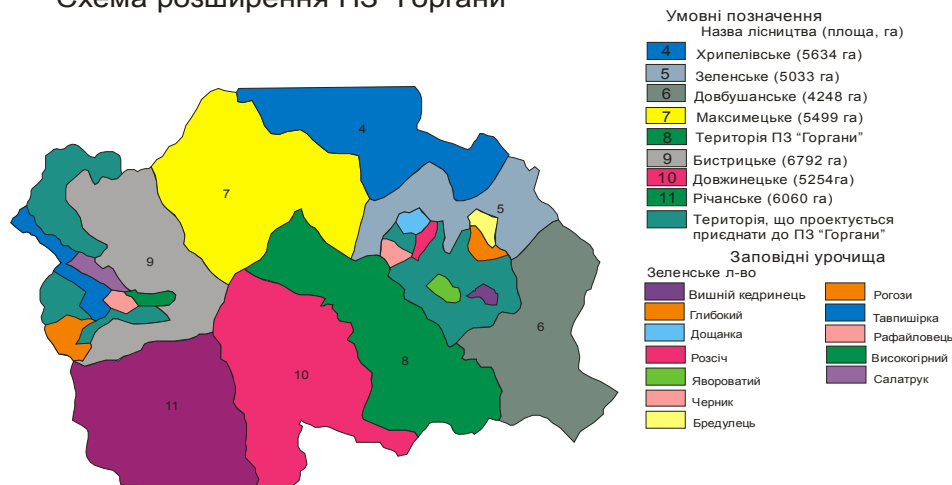 Схема розширення ПЗ "Горгани"
Умовні позначення
Назва лісництва (площа, га)
4 Хрипелівське (5634 га)
5 Зеленське (5033 га)
6 Довбушанське (4248 га)
7 Максимецьке (5499 га)
8 Територія ПЗ "Горгани"
9 Бистрицьке (6792 га)
10 Довжинецьке (5254га)
11 Річанське (6060 га)
Територія, що проектується
приєднати до ПЗ "Горгани"
Заповідні урочища
Зеленське л-во
Вишній кедринець
Глибокий
Дощанка
Розсіч
Явороватий
Черник
Бредулець
Рогози
Тавпишірка
Рафайловець
Високогірний
Салатрук
4
7
5
9
6
8
10
11